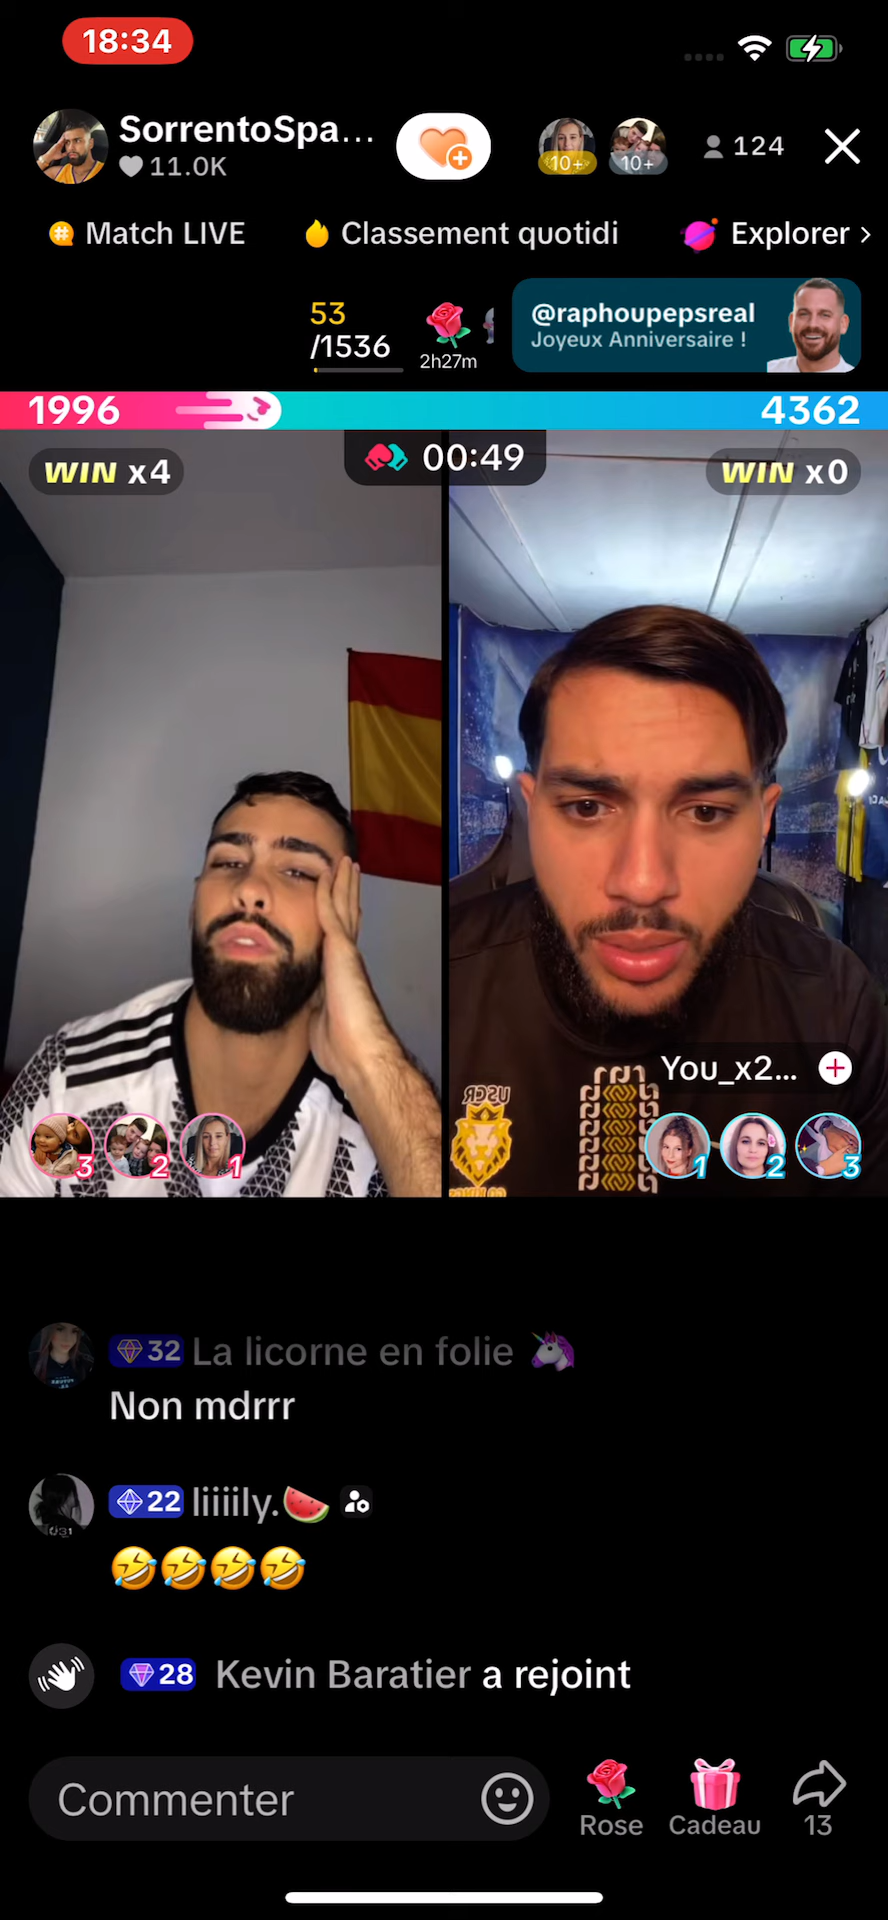 18:34
SorrentoSpa...
11.0K
10+
10+
124
Match LIVE
Classement quotidi
Explorer >
53
/1536
2h27m
@raphoupepsreal
Joyeux Anniversaire !
1996
4362
WIN x4
00:49
WIN x0
You_x2...
USCR
3
2
1
1
2
3
32 La licorne en folie 🦄
Non mdrrr
22 liiiily.🍉
🤣🤣🤣🤣
28 Kevin Baratier a rejoint
Commenter
Rose
Cadeau
13